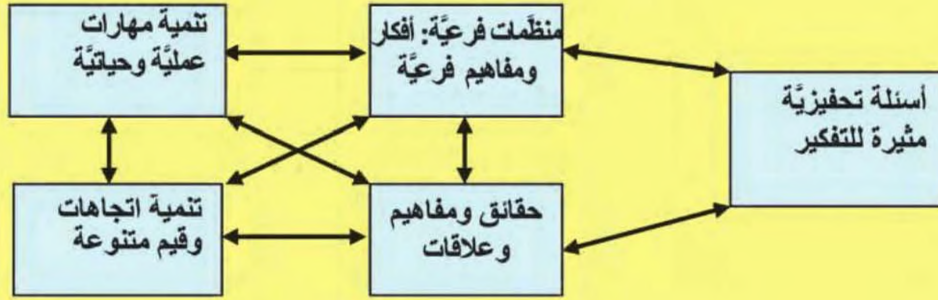 منظَّمات فرعيَّة: أفكار
ومفاهيم فرعيَّة
تنمية مهارات
عمليَّة وحياتيَّة
أسئلة تحفيزيَّة
مثيرة للتفكير
حقائق ومفاهيم
وعلاقات
تنمية اتجاهات
وقيم متنوعة